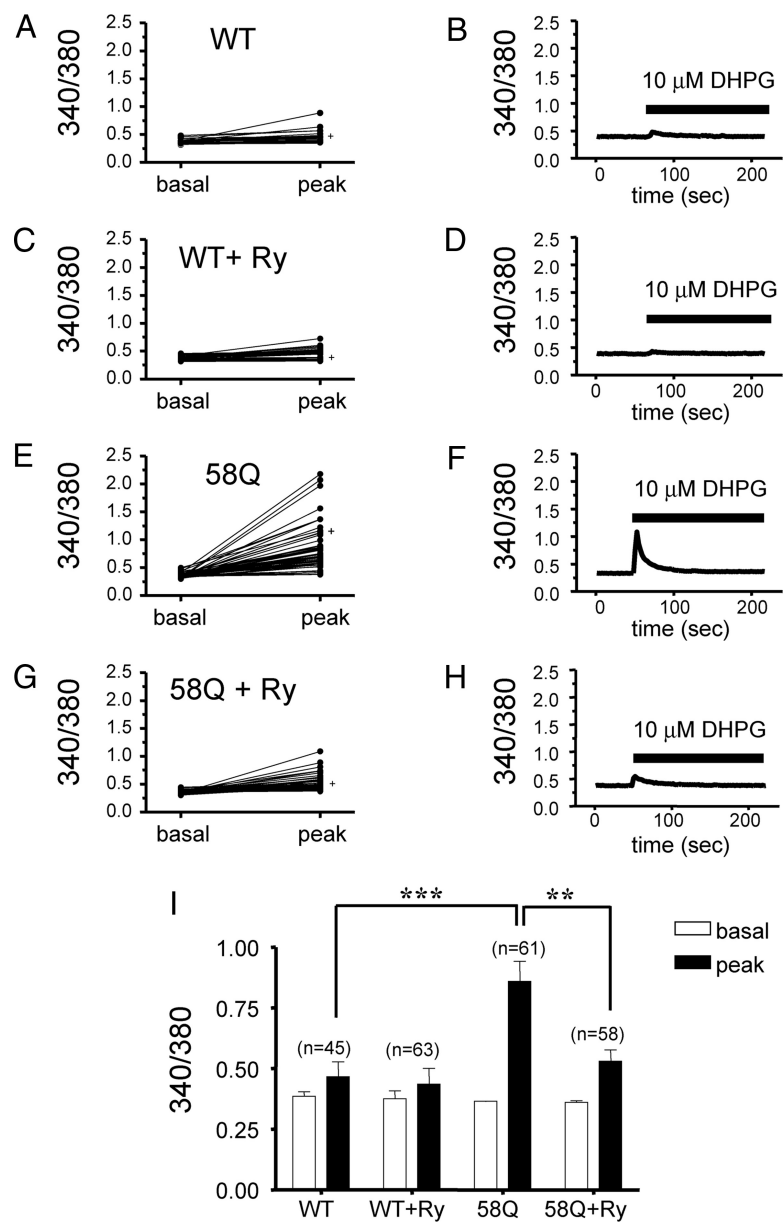 A
WT
340/380
2.5
2.0
1.5
1.0
0.5
0.0
+
basal peak
B
340/380
2.5
2.0
1.5
1.0
0.5
0.0
10 μM DHPG
0 100 200
time (sec)
C
WT+ Ry
340/380
2.5
2.0
1.5
1.0
0.5
0.0
+
basal peak
D
340/380
2.5
2.0
1.5
1.0
0.5
0.0
10 μM DHPG
0 100 200
time (sec)
E
58Q
340/380
2.5
2.0
1.5
1.0
0.5
0.0
+
basal peak
F
340/380
2.5
2.0
1.5
1.0
0.5
0.0
10 μM DHPG
0 100 200
time (sec)
G
58Q + Ry
340/380
2.5
2.0
1.5
1.0
0.5
0.0
+
basal peak
H
340/380
2.5
2.0
1.5
1.0
0.5
0.0
10 μM DHPG
0 100 200
time (sec)
I
*** **
basal
peak
340/380
1.00
0.75
0.50
0.25
0.00
(n=45) (n=63) (n=61) (n=58)
WT WT+Ry 58Q 58Q+Ry